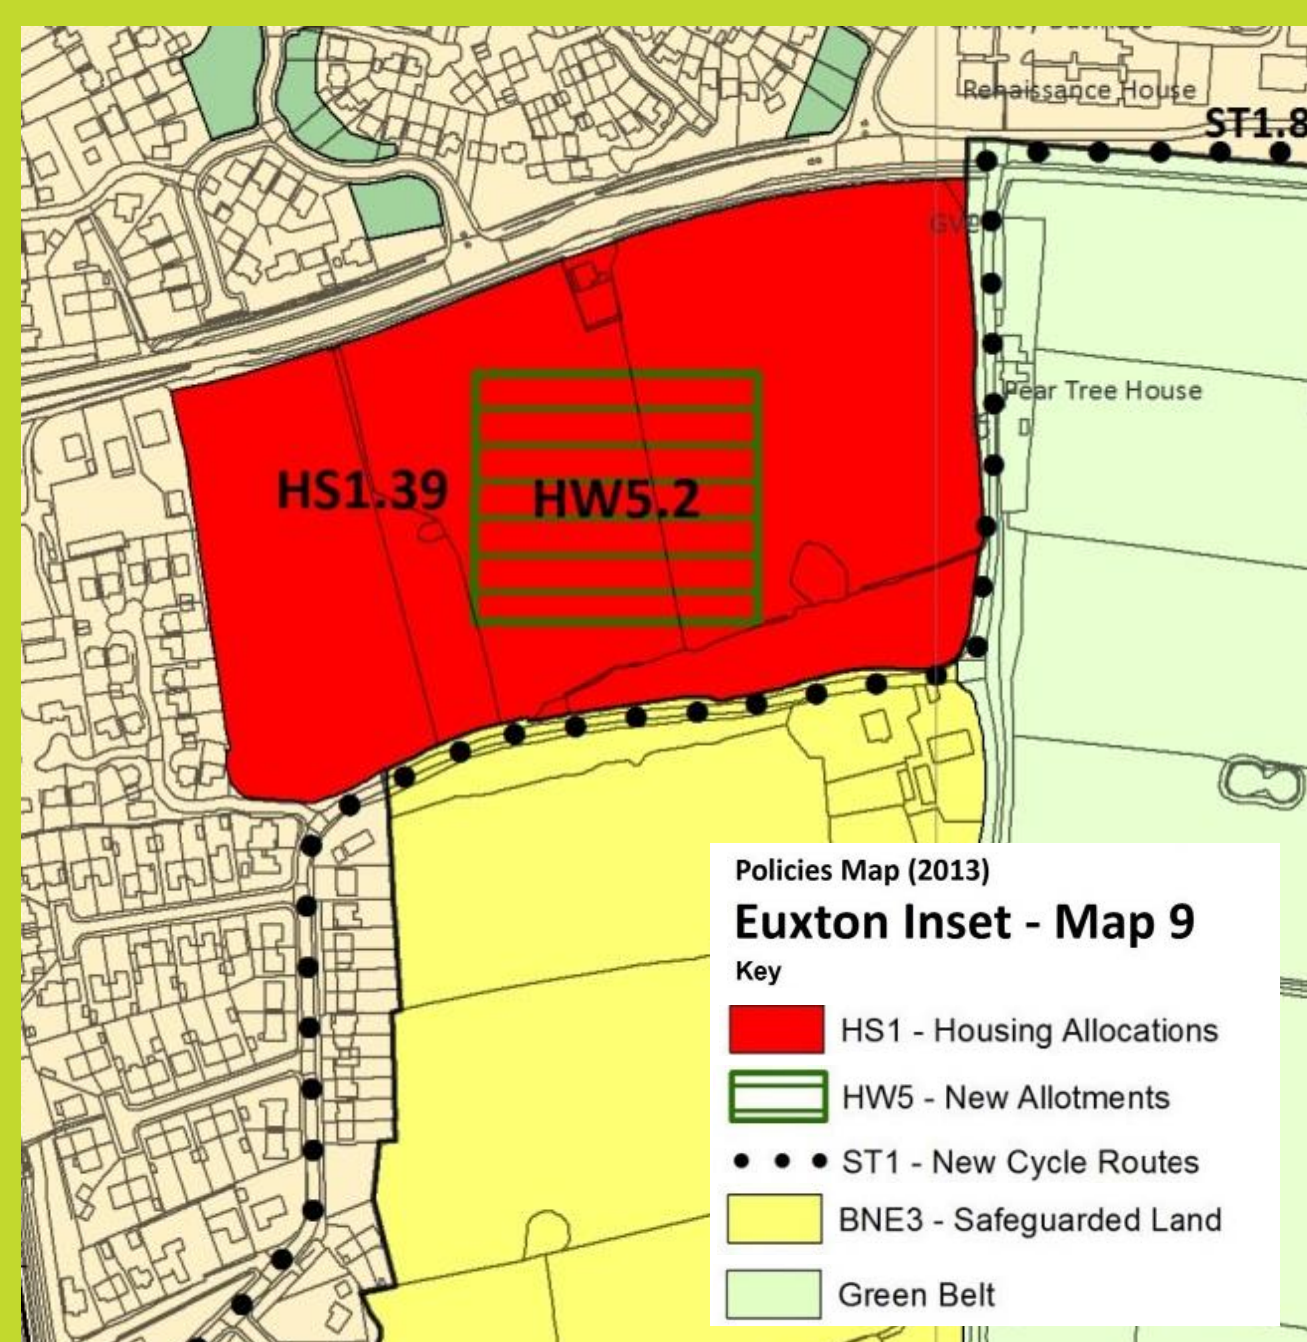 Renaissance House
ST1.8
Pear Tree House
HS1.39
HW5.2
Policies Map (2013)
Euxton Inset - Map 9
Key
HS1 - Housing Allocations
HW5 - New Allotments
ST1 - New Cycle Routes
BNE3 - Safeguarded Land
Green Belt